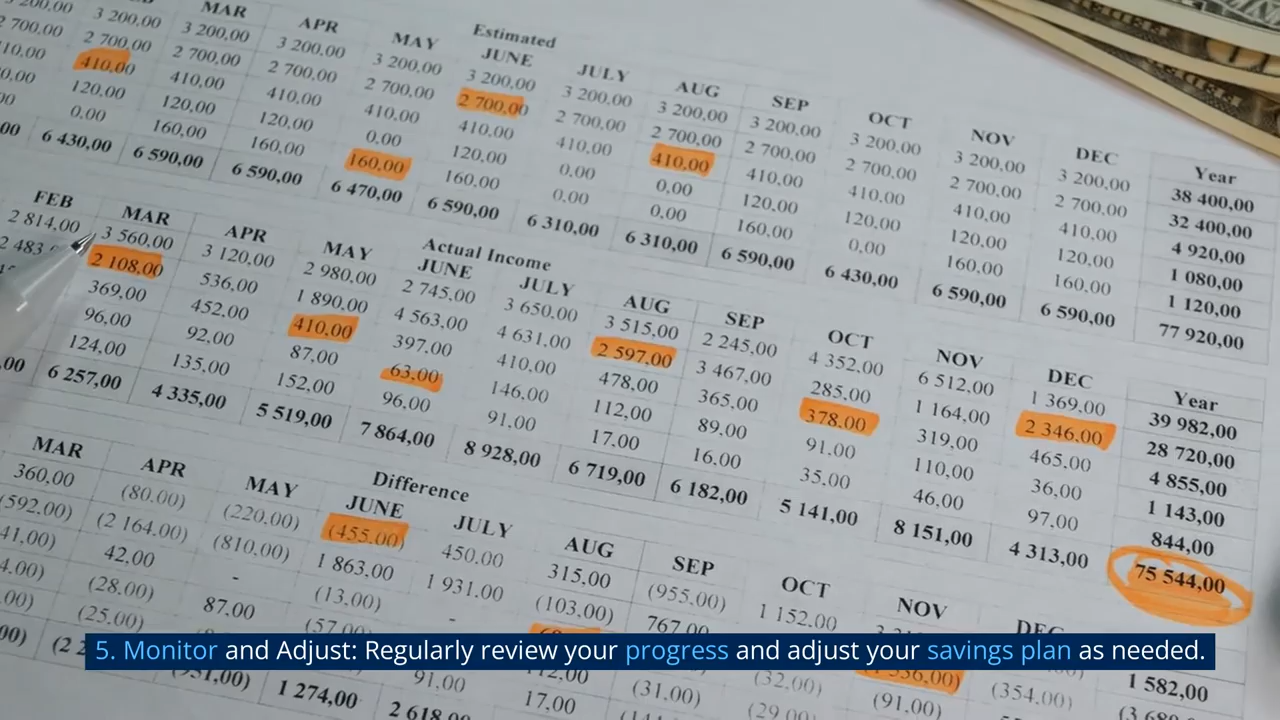 MAR APR MAY Estimated JUNE JULY AUG SEP OCT NOV DEC Year
3 200,00 3 200,00 3 200,00 3 200,00 3 200,00 3 200,00 3 200,00 3 200,00 3 200,00 3 200,00 3 200,00 38 400,00
2 700,00 2 700,00 2 700,00 2 700,00 2 700,00 2 700,00 2 700,00 2 700,00 2 700,00 2 700,00 2 700,00 2 700,00 32 400,00
410,00 410,00 410,00 410,00 410,00 410,00 410,00 410,00 410,00 410,00 410,00 410,00 4 920,00
120,00 120,00 120,00 0,00 120,00 0,00 0,00 120,00 120,00 120,00 120,00 1 080,00
0.00 160,00 160,00 160,00 160,00 0,00 0,00 160,00 0,00 160,00 160,00 1 120,00
6 430,00 6 590,00 6 590,00 6 470,00 6 590,00 6 310,00 6 310,00 6 590,00 6 430,00 6 590,00 6 590,00 77 920,00
Actual Income
FEB MAR APR MAY JUNE JULY AUG SEP OCT NOV DEC Year
2 814,00 3 560,00 3 120,00 2 980,00 2 745,00 3 650,00 3 515,00 2 245,00 4 352,00 6 512,00 1 369,00 39 982,00
2 483 2 108,00 536,00 1 890,00 4 563,00 4 631,00 2 597,00 3 467,00 285,00 1 164,00 2 346,00 28 720,00
369,00 452,00 410,00 397,00 410,00 478,00 365,00 378,00 319,00 465,00 4 855,00
96,00 92,00 87,00 63,00 146,00 112,00 89,00 91,00 110,00 36,00 1 143,00
124,00 135,00 152,00 96,00 91,00 17.00 16,00 35,00 46,00 97,00 844,00
6 257,00 4 335,00 5 519,00 7 864,00 8 928,00 6 719,00 6 182,00 5 141,00 8 151,00 4 313,00 75 544,00
Difference
MAR APR MAY JUNE JULY AUG SEP OCT NOV DEC
360,00 (80.00) (220,00) (455,00) 450,00 315,00 (955,00) 1 152,00 1 582,00
(592,00) (2 164,00) (810,00) 1 863,00 1 931,00 (103,00) 767,00
42,00 - (13,00) -
(28,00) 87,00 (57,00) (354,00)
(25,00) 91,00 112,00 (31,00) (32,00)
1 274,00 2 618,00 17,00 (29,00) (91,00)
5. Monitor and Adjust: Regularly review your progress and adjust your savings plan as needed.